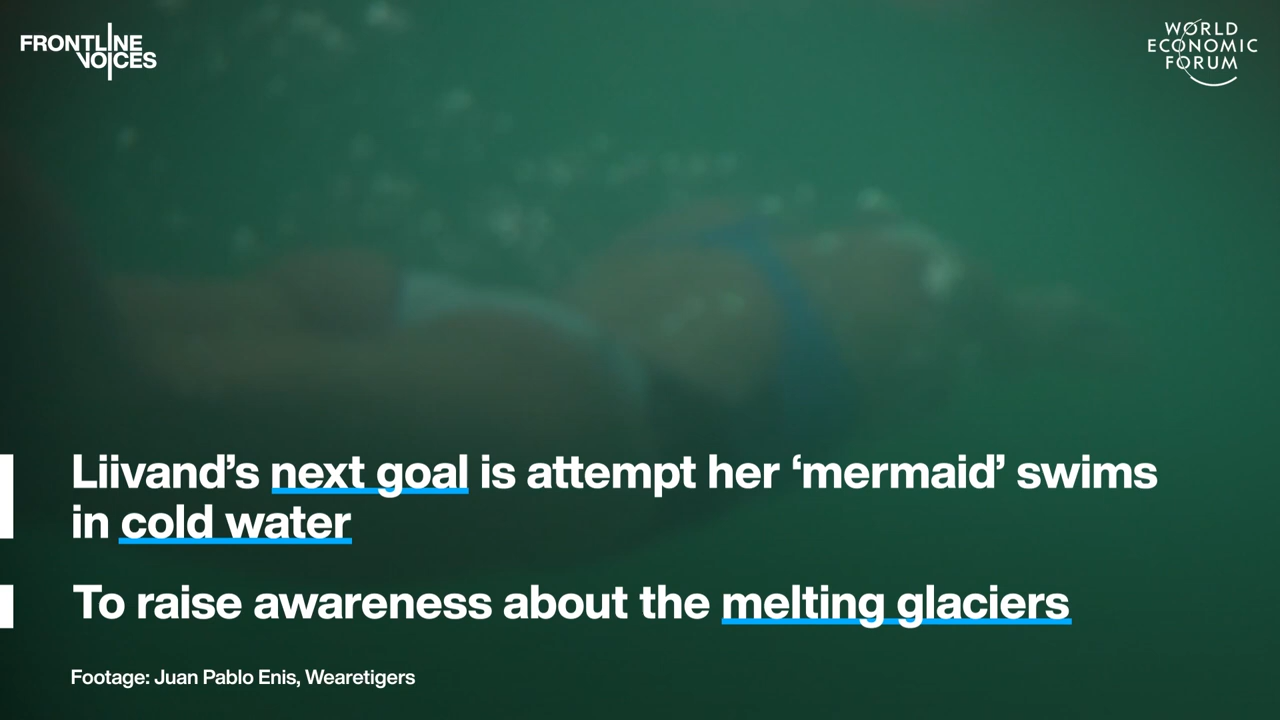 FRONTLINE
VOICES
WORLD
ECONOMIC
FORUM
Liivand’s next goal is attempt her ‘mermaid’ swims
in cold water
To raise awareness about the melting glaciers
Footage: Juan Pablo Enis, Wearetigers